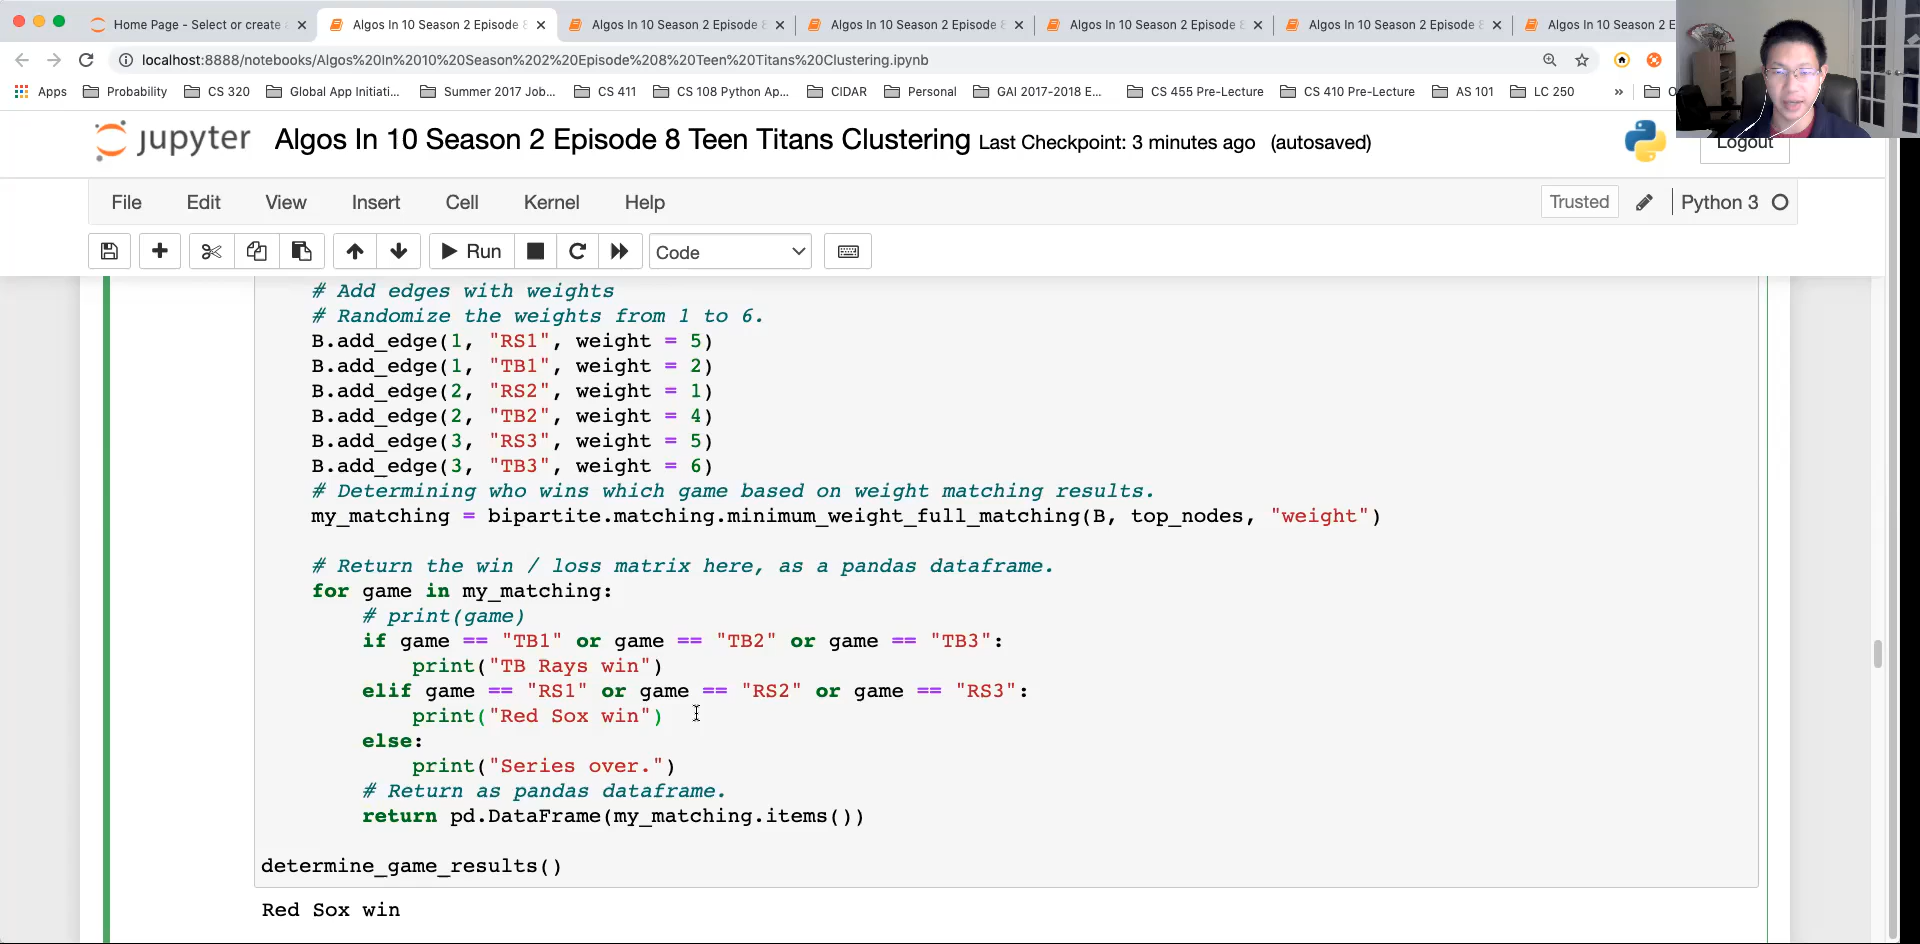 Home Page - Select or create
Algos In 10 Season 2 Episode 8
Algos In 10 Season 2 Episode 8
Algos In 10 Season 2 Episode 8
Algos In 10 Season 2 Episode 8
Algos In 10 Season 2 Episode 8
Algos In 10 Season 2 E
localhost:8888/notebooks/Algos%20In%2010%20Season%202%20Episode%208%20Teen%20Titans%20Clustering.ipynb
Apps Probability CS 320 Global App Initiati... Summer 2017 Job... CS 411 CS 108 Python Ap... CIDAR Personal GAI 2017-2018 E... CS 455 Pre-Lecture CS 410 Pre-Lecture AS 101 LC 250 »
jupyter Algos In 10 Season 2 Episode 8 Teen Titans Clustering Last Checkpoint: 3 minutes ago (autosaved)
Logout
File Edit View Insert Cell Kernel Help Trusted Python 3
Run Code
# Add edges with weights
# Randomize the weights from 1 to 6.
B.add_edge(1, "RS1", weight = 5)
B.add_edge(1, "TB1", weight = 2)
B.add_edge(2, "RS2", weight = 1)
B.add_edge(2, "TB2", weight = 4)
B.add_edge(3, "RS3", weight = 5)
B.add_edge(3, "TB3", weight = 6)
# Determining who wins which game based on weight matching results.
my_matching = bipartite.matching.minimum_weight_full_matching(B, top_nodes, "weight")
# Return the win / loss matrix here, as a pandas dataframe.
for game in my_matching:
# print(game)
if game == "TB1" or game == "TB2" or game == "TB3":
print("TB Rays win")
elif game == "RS1" or game == "RS2" or game == "RS3":
print("Red Sox win")
else:
print("Series over.")
# Return as pandas dataframe.
return pd.DataFrame(my_matching.items())
determine_game_results()
Red Sox win